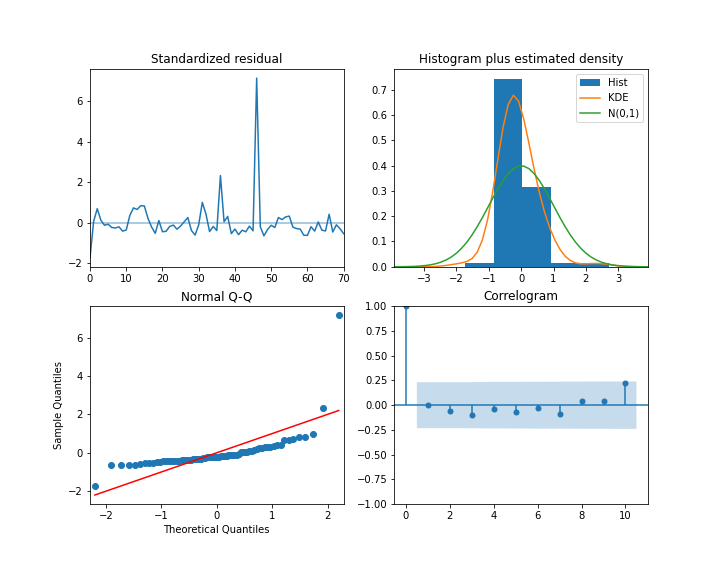 Standardized residual
6
4
2
0
−2
0 10 20 30 40 50 60 70
Histogram plus estimated density
0.7
0.6
0.5
0.4
0.3
0.2
0.1
0.0
−3 −2 −1 0 1 2 3
Hist
KDE
N(0,1)
Normal Q-Q
Sample Quantiles
6
4
2
0
−2
−2 −1 0 1 2
Theoretical Quantiles
Correlogram
1.00
0.75
0.50
0.25
0.00
−0.25
−0.50
−0.75
−1.00
0 2 4 6 8 10